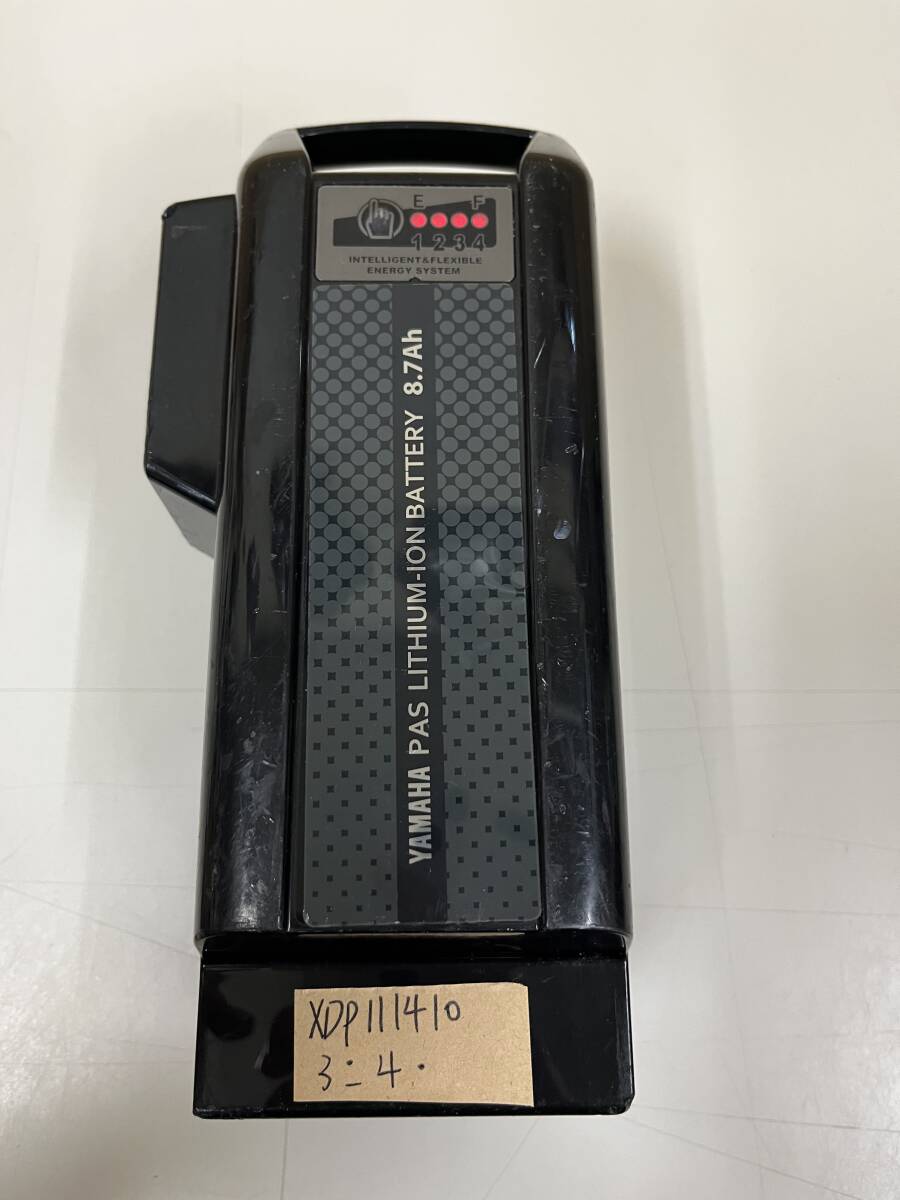 E F
1 2 3 4
INTELLIGENT&FLEXIBLE
ENERGY SYSTEM
YAMAHA PAS LITHIUM-ION BATTERY 8.7Ah
XDP111410
3:4.